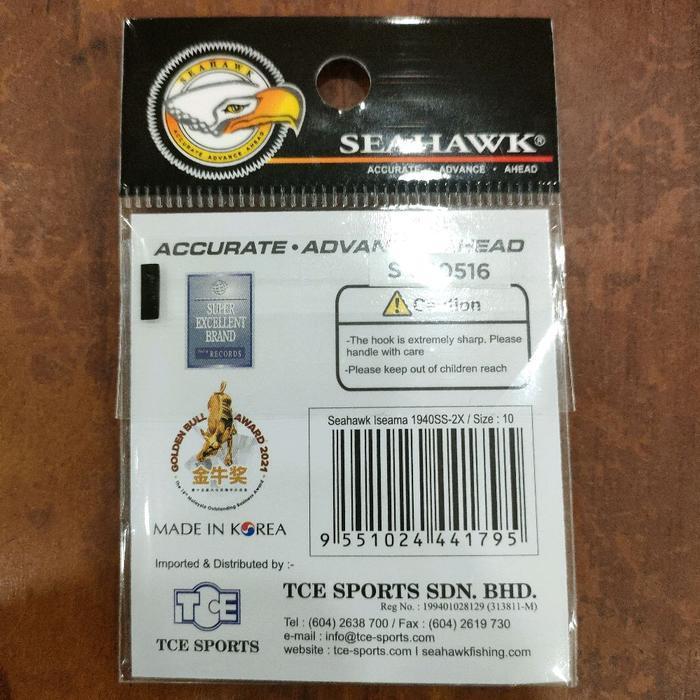 SEAHAWK
ACCURATE ADVANCE AHEAD
SEAHAWK®
ACCURATE • ADVANCE • AHEAD
ACCURATE • ADVAN HEAD
0516
SUPER
EXCELLENT
BRAND
RECORDS
Caution
-The hook is extremely sharp. Please
handle with care
-Please keep out of children reach
GOLDEN BULL AWARD 2021
金牛奖
Malaysia Outstanding Business Award
MADE IN KOREA
Seahawk Iseama 1940SS-2X / Size : 10
9 551024 441795
Imported & Distributed by :-
TCE
TCE SPORTS
TCE SPORTS SDN. BHD.
Reg No. : 199401028129 (313811-M)
Tel : (604) 2638 700 / Fax : (604) 2619 730
e-mail : info@tce-sports.com
website : tce-sports.com I seahawkfishing.com